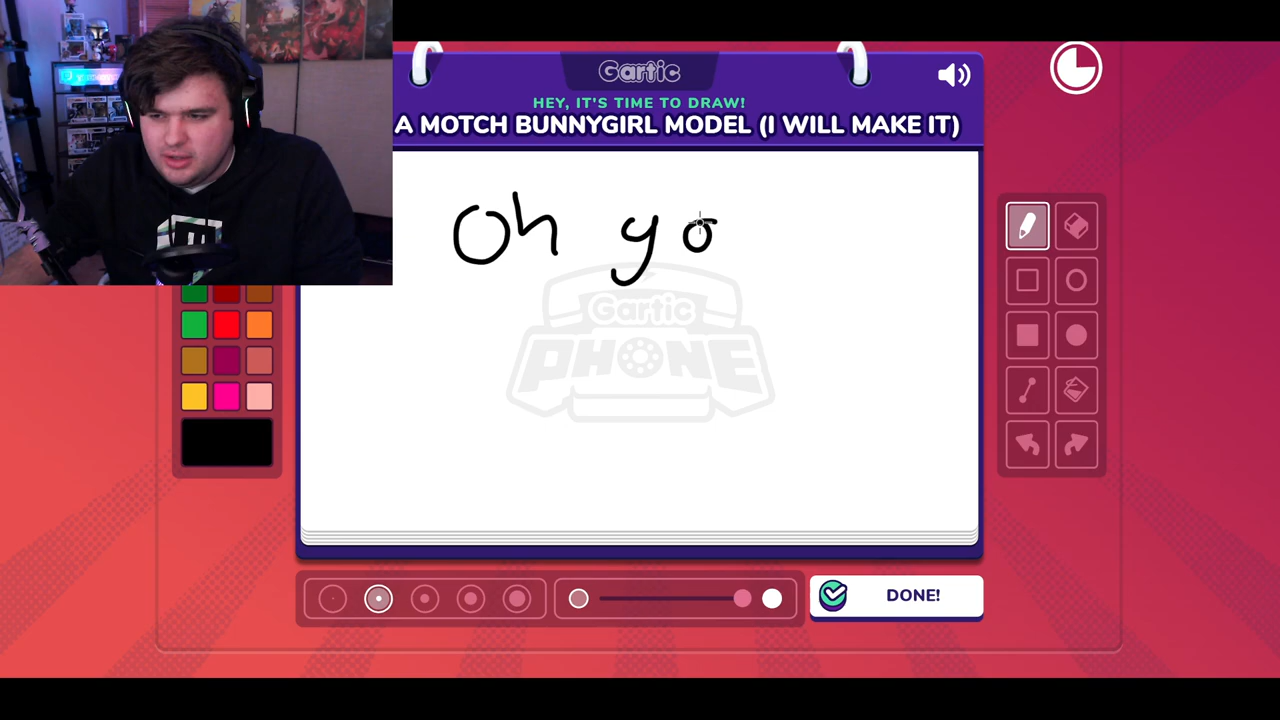 Gartic
HEY, IT'S TIME TO DRAW!
A MOTCH BUNNYGIRL MODEL (I WILL MAKE IT)
Oh yo
Gartic
PHONE
DONE!